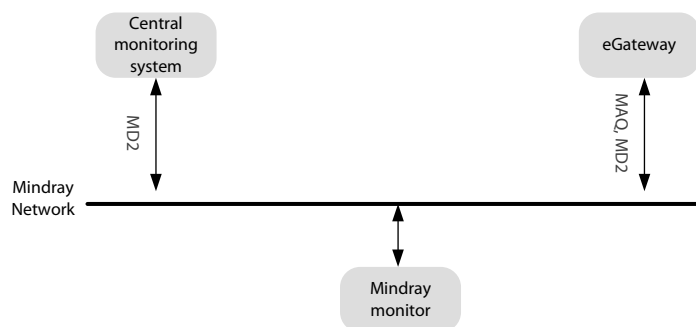 Central
monitoring
system
eGateway
MD2
MAQ, MD2
Mindray
Network
Mindray
monitor